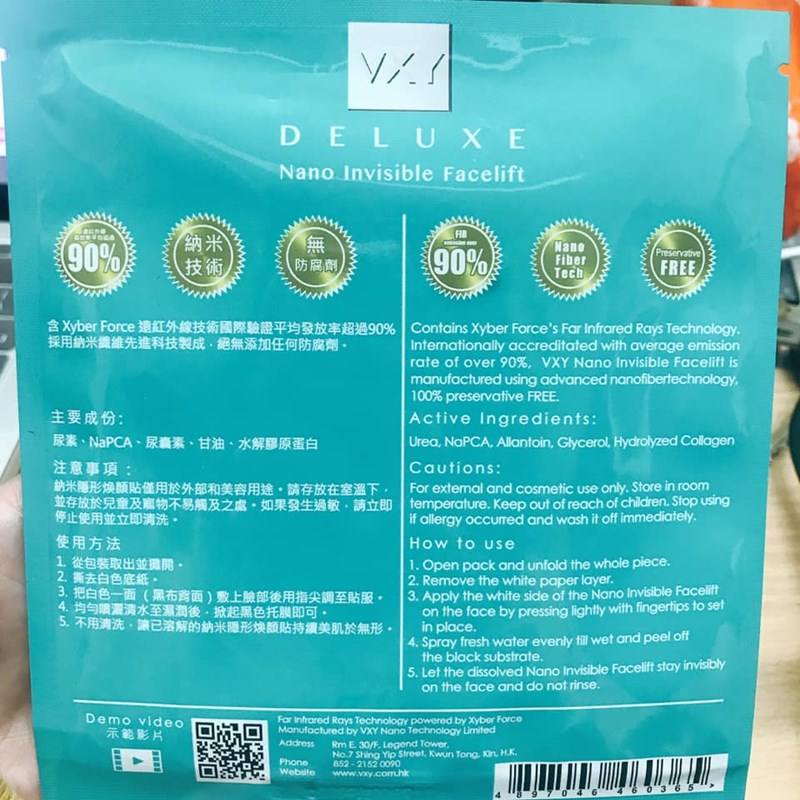 VXY
DELUXE
Nano Invisible Facelift
90%
納米
技術
無
防腐劑
含 Xyber Force 遠紅外線技術國際驗證平均發放率超過90%
採用納米纖維先進科技製成,絕無添加任何防腐劑。
主要成份:
尿素、NaPCA、尿囊素、甘油、水解膠原蛋白
注意事項:
納米隱形煥顏貼僅用於外部和美容用途。請存放在室溫下,
並存放於兒童及寵物不易觸及之處。如果發生過敏,請立即
停止使用並立即清洗。
使用方法
1. 從包裝取出並攤開。
2. 撕去白色底紙。
3. 把白色一面(黑布背面)敷上臉部後用指尖調至貼服。
4. 均勻噴灑清水至濕潤後,掀起黑色托膜即可。
5. 不用清洗,讓已溶解的納米隱形煥顏貼持續美肌於無形。
FIR
emission over
90%
Nano
Fiber
Tech
Preservative
FREE
Contains Xyber Force's Far Infrared Rays Technology.
Internationally accredited with average emission
rate of over 90%, VXY Nano Invisible Facelift is
manufactured using advanced nanofibertechnology,
100% preservative FREE.
Active Ingredients:
Urea, NaPCA, Allantoin, Glycerol, Hydrolyzed Collagen
Cautions:
For external and cosmetic use only. Store in room
temperature. Keep out of reach of children. Stop using
if allergy occurred and wash it off immediately.
How to use
1. Open pack and unfold the whole piece.
2. Remove the white paper layer.
3. Apply the white side of the Nano Invisible Facelift
on the face by pressing lightly with fingertips to set
in place.
4. Spray fresh water evenly till wet and peel off
the black substrate.
5. Let the dissolved Nano Invisible Facelift stay invisibly
on the face and do not rinse.
Demo video
示範影片
Far Infrared Rays Technology powered by Xyber Force
Manufactured by VXY Nano Technology Limited
Address Rm E, 30/F, Legend Tower,
No.7 Shing Yip Street, Kwun Tong, Kln, H.K.
Phone 852 - 2152 0090
Website www.vxy.com.hk
4 897046 460365 >